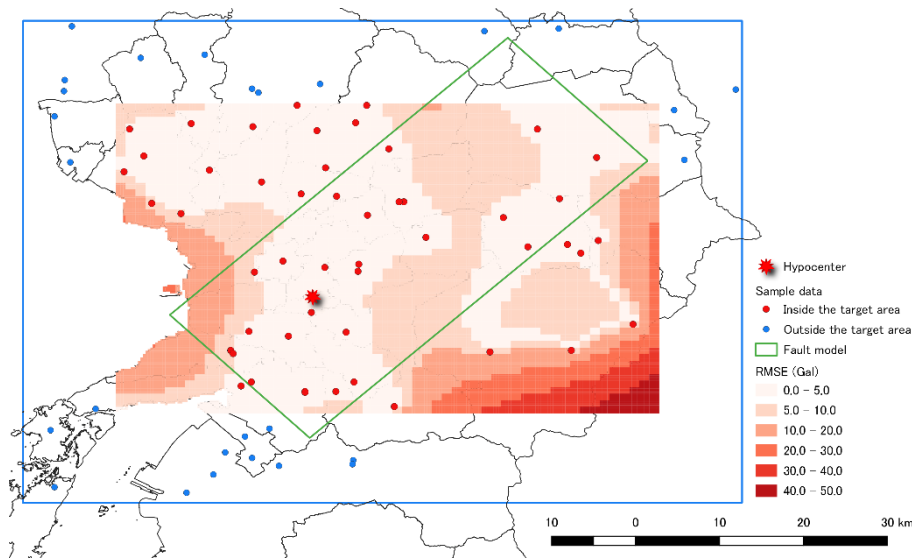 Hypocenter
Sample data
Inside the target area
Outside the target area
Fault model
RMSE (Gal)
0.0 – 5.0
5.0 – 10.0
10.0 – 20.0
20.0 – 30.0
30.0 – 40.0
40.0 – 50.0
10 0 10 20 30 km